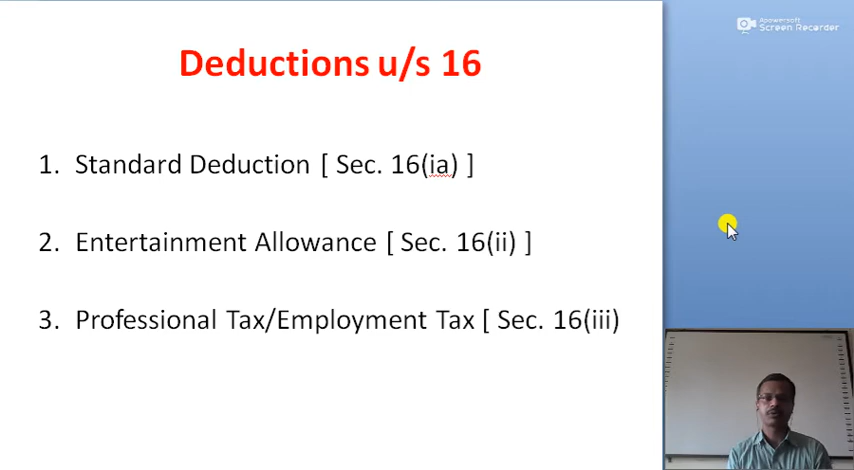 Deductions u/s 16
1. Standard Deduction [ Sec. 16(ia) ]
2. Entertainment Allowance [ Sec. 16(ii) ]
3. Professional Tax/Employment Tax [ Sec. 16(iii)
Apowersoft
Screen Recorder